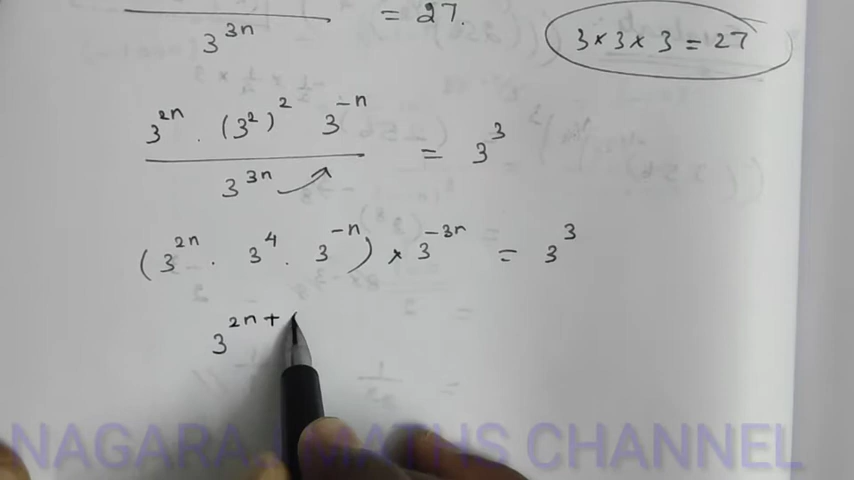 3^{3n} = 27.
3 × 3 × 3 = 27
3^{2n} . (3^2)^2 3^{-n} / 3^{3n} = 3^3
(3^{2n} . 3^4 . 3^{-n}) × 3^{-3n} = 3^3
3^{2n +
NAGARAJ MATHS CHANNEL